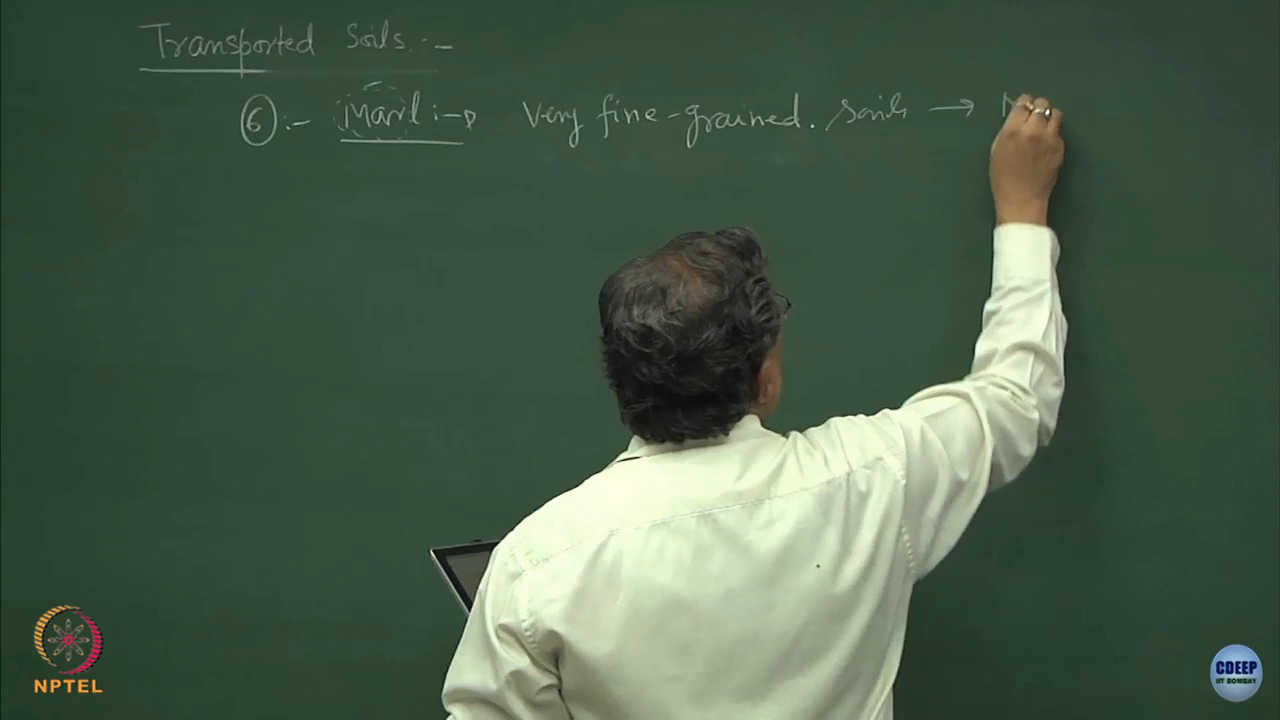 Transported Soils :-
⑥ :- Marl :-> Very fine-grained. soils →
NPTEL
CDEEP
IIT BOMBAY